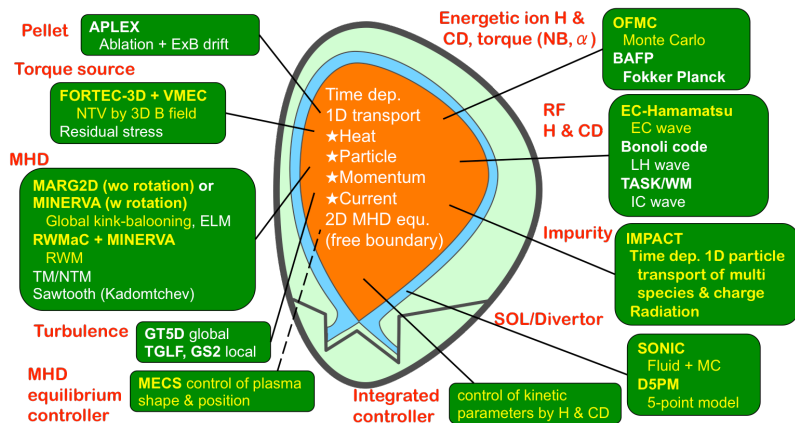 Pellet
APLEX
Ablation + ExB drift
Torque source
FORTEC-3D + VMEC
NTV by 3D B field
Residual stress
MHD
MARG2D (wo rotation) or
MINERVA (w rotation)
Global kink-balooning, ELM
RWMaC + MINERVA
RWM
TM/NTM
Sawtooth (Kadomtchev)
Turbulence
GT5D global
TGLF, GS2 local
MHD
equilibrium
controller
MECS control of plasma
shape & position
Time dep.
1D transport
★Heat
★Particle
★Momentum
★Current
2D MHD equ.
(free boundary)
Energetic ion H &
CD, torque (NB, α)
OFMC
Monte Carlo
BAFP
Fokker Planck
RF
H & CD
EC-Hamamatsu
EC wave
Bonoli code
LH wave
TASK/WM
IC wave
Impurity
IMPACT
Time dep. 1D particle
transport of multi
species & charge
Radiation
SOL/Divertor
SONIC
Fluid + MC
D5PM
5-point model
Integrated
controller
control of kinetic
parameters by H & CD